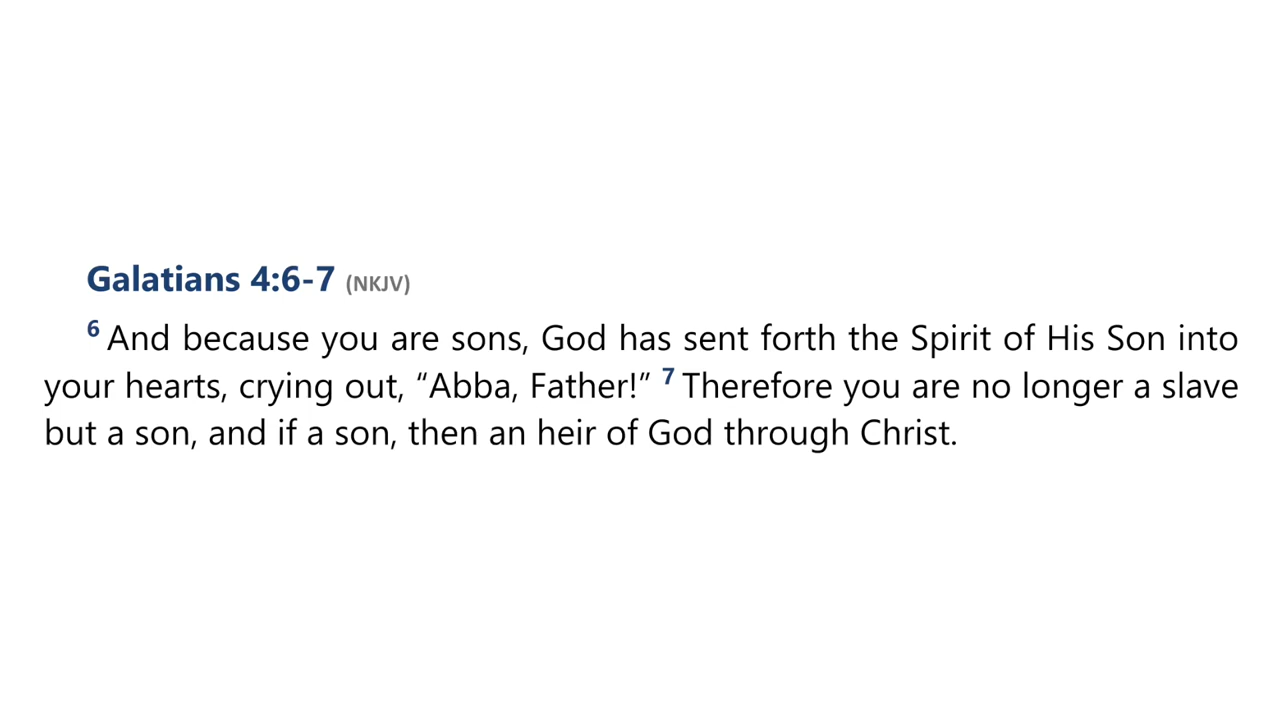 Galatians 4:6-7 (NKJV)
6 And because you are sons, God has sent forth the Spirit of His Son into
your hearts, crying out, “Abba, Father!” 7 Therefore you are no longer a slave
but a son, and if a son, then an heir of God through Christ.